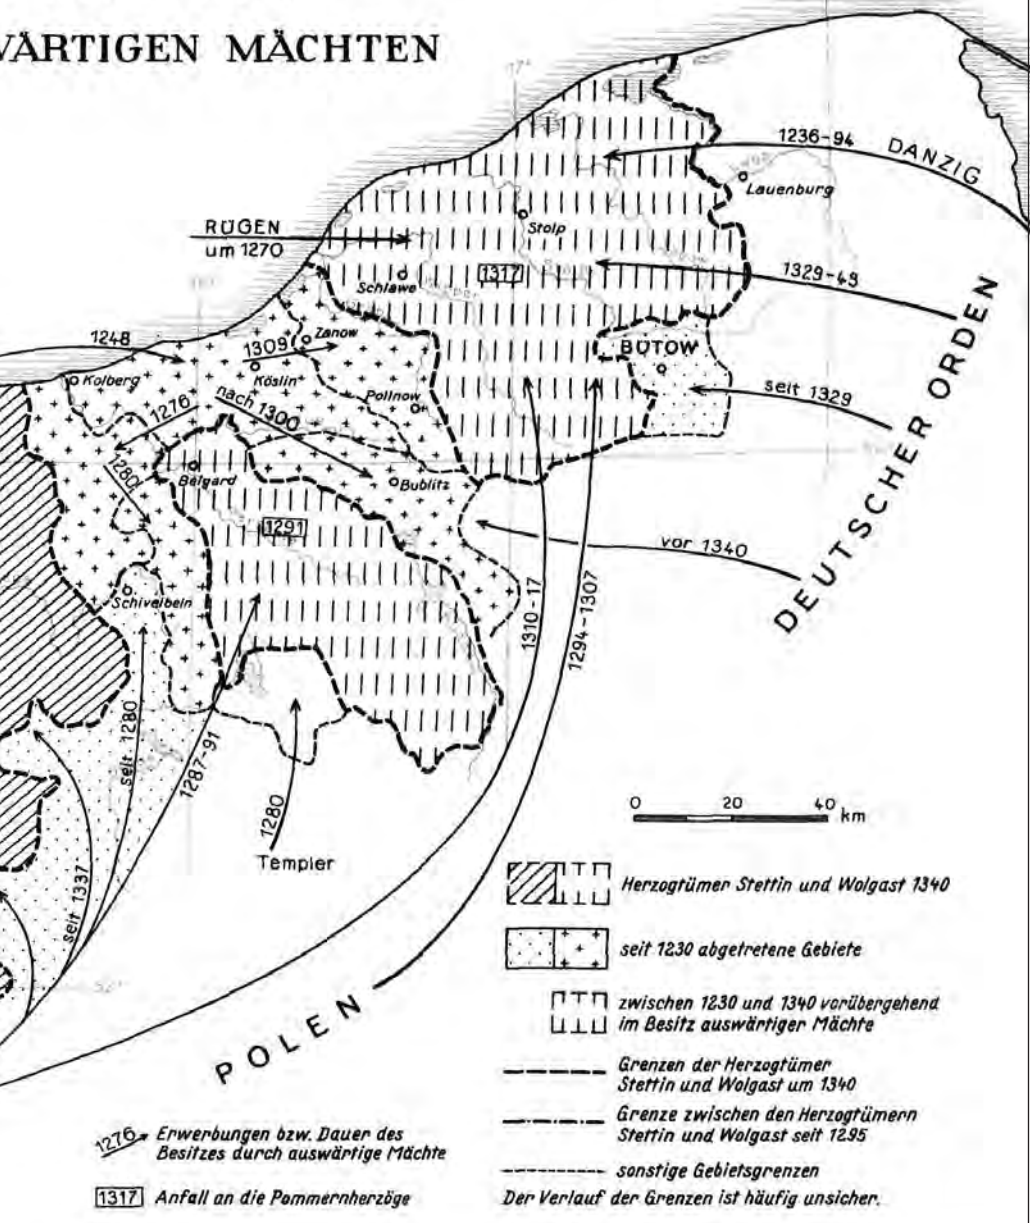 WÄRTIGEN MÄCHTEN
17°
1236-94 DANZIG
Lauenburg
RÜGEN
um 1270
Stolp
1317
Schlawe
1329-43
1248
Zanow
1309
BÜTOW
Köslin
Kolberg
Pollnow
seit 1329
1276
nach 1300
1280
Belgard
Bublitz
1291
vor 1340
DEUTSCHER ORDEN
Schivelbein
1310-17
1294-1307
seit 1280
1287-91
1280
Templer
seit 1337
0 20 40 km
POLEN
Herzogtümer Stettin und Wolgast 1340
seit 1230 abgetretene Gebiete
zwischen 1230 und 1340 vorübergehend
im Besitz auswärtiger Mächte
Grenzen der Herzogtümer
Stettin und Wolgast um 1340
Grenze zwischen den Herzogtümern
Stettin und Wolgast seit 1295
sonstige Gebietsgrenzen
Der Verlauf der Grenzen ist häufig unsicher.
1276 Erwerbungen bzw. Dauer des
Besitzes durch auswärtige Mächte
1317 Anfall an die Pommernherzöge